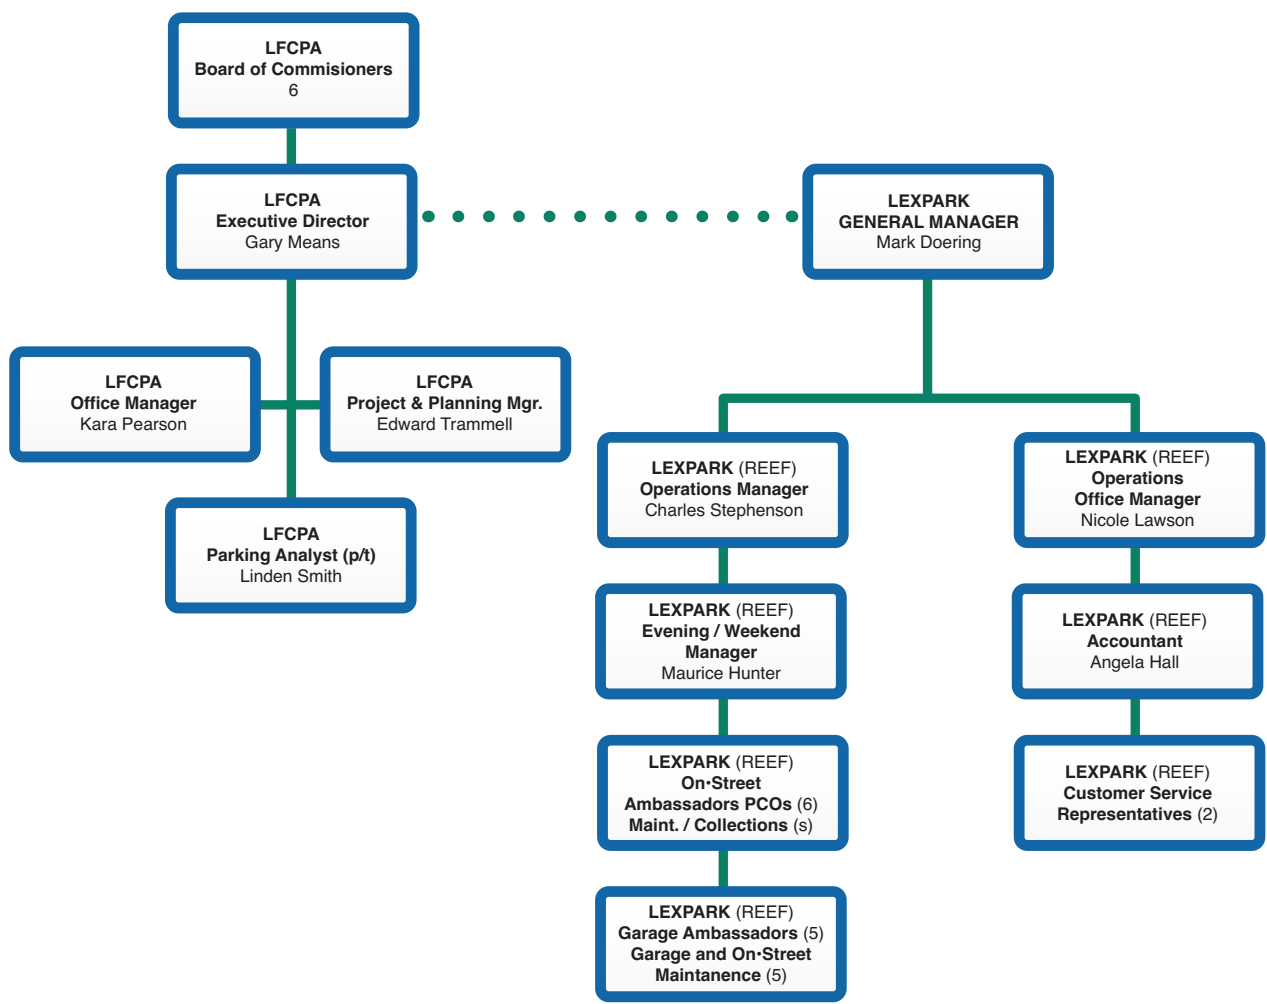 LFCPA
Board of Commisioners
6
LFCPA
Executive Director
Gary Means
LEXPARK
GENERAL MANAGER
Mark Doering
LFCPA
Office Manager
Kara Pearson
LFCPA
Project & Planning Mgr.
Edward Trammell
LFCPA
Parking Analyst (p/t)
Linden Smith
LEXPARK (REEF)
Operations Manager
Charles Stephenson
LEXPARK (REEF)
Operations
Office Manager
Nicole Lawson
LEXPARK (REEF)
Evening / Weekend
Manager
Maurice Hunter
LEXPARK (REEF)
Accountant
Angela Hall
LEXPARK (REEF)
On•Street
Ambassadors PCOs (6)
Maint. / Collections (s)
LEXPARK (REEF)
Customer Service
Representatives (2)
LEXPARK (REEF)
Garage Ambassadors (5)
Garage and On•Street
Maintanence (5)